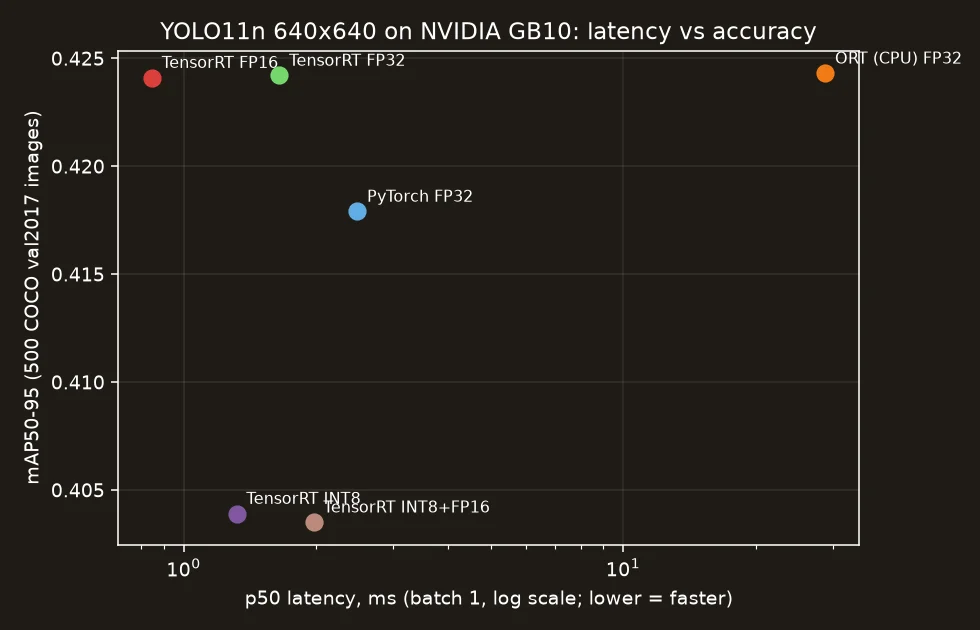 YOLO11n 640x640 on NVIDIA GB10: latency vs accuracy
mAP50-95 (500 COCO val2017 images)
0.425
0.420
0.415
0.410
0.405
TensorRT FP16
TensorRT FP32
ORT (CPU) FP32
PyTorch FP32
TensorRT INT8
TensorRT INT8+FP16
10⁰
10¹
p50 latency, ms (batch 1, log scale; lower = faster)